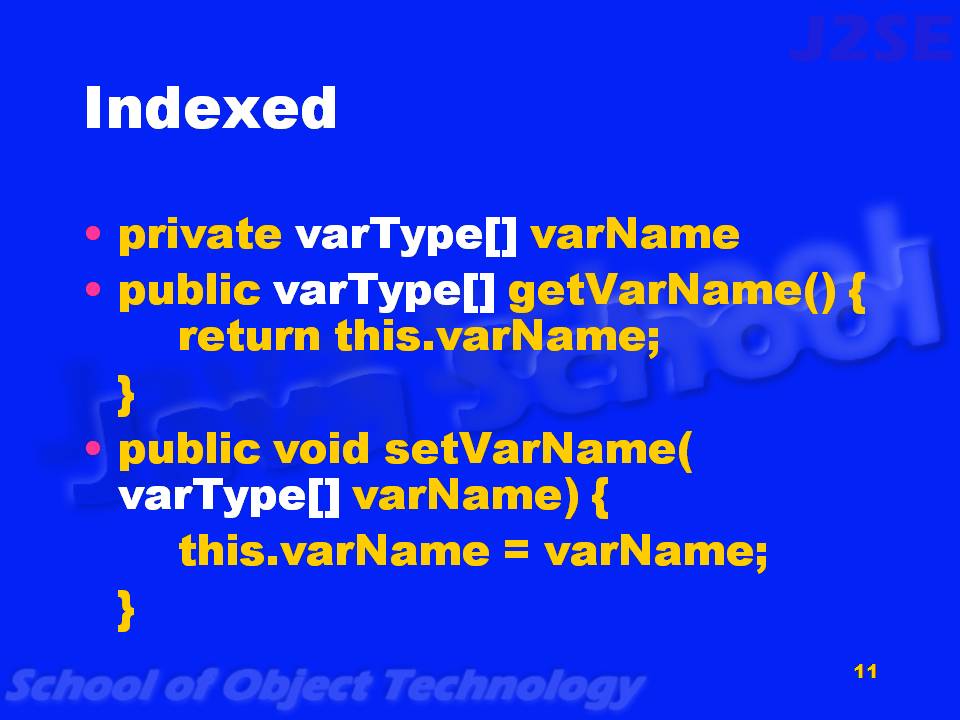 J2SE
Indexed
• private varType[] varName
• public varType[] getVarName() {
return this.varName;
}
• public void setVarName(
varType[] varName) {
this.varName = varName;
}
Java School
School of Object Technology
11